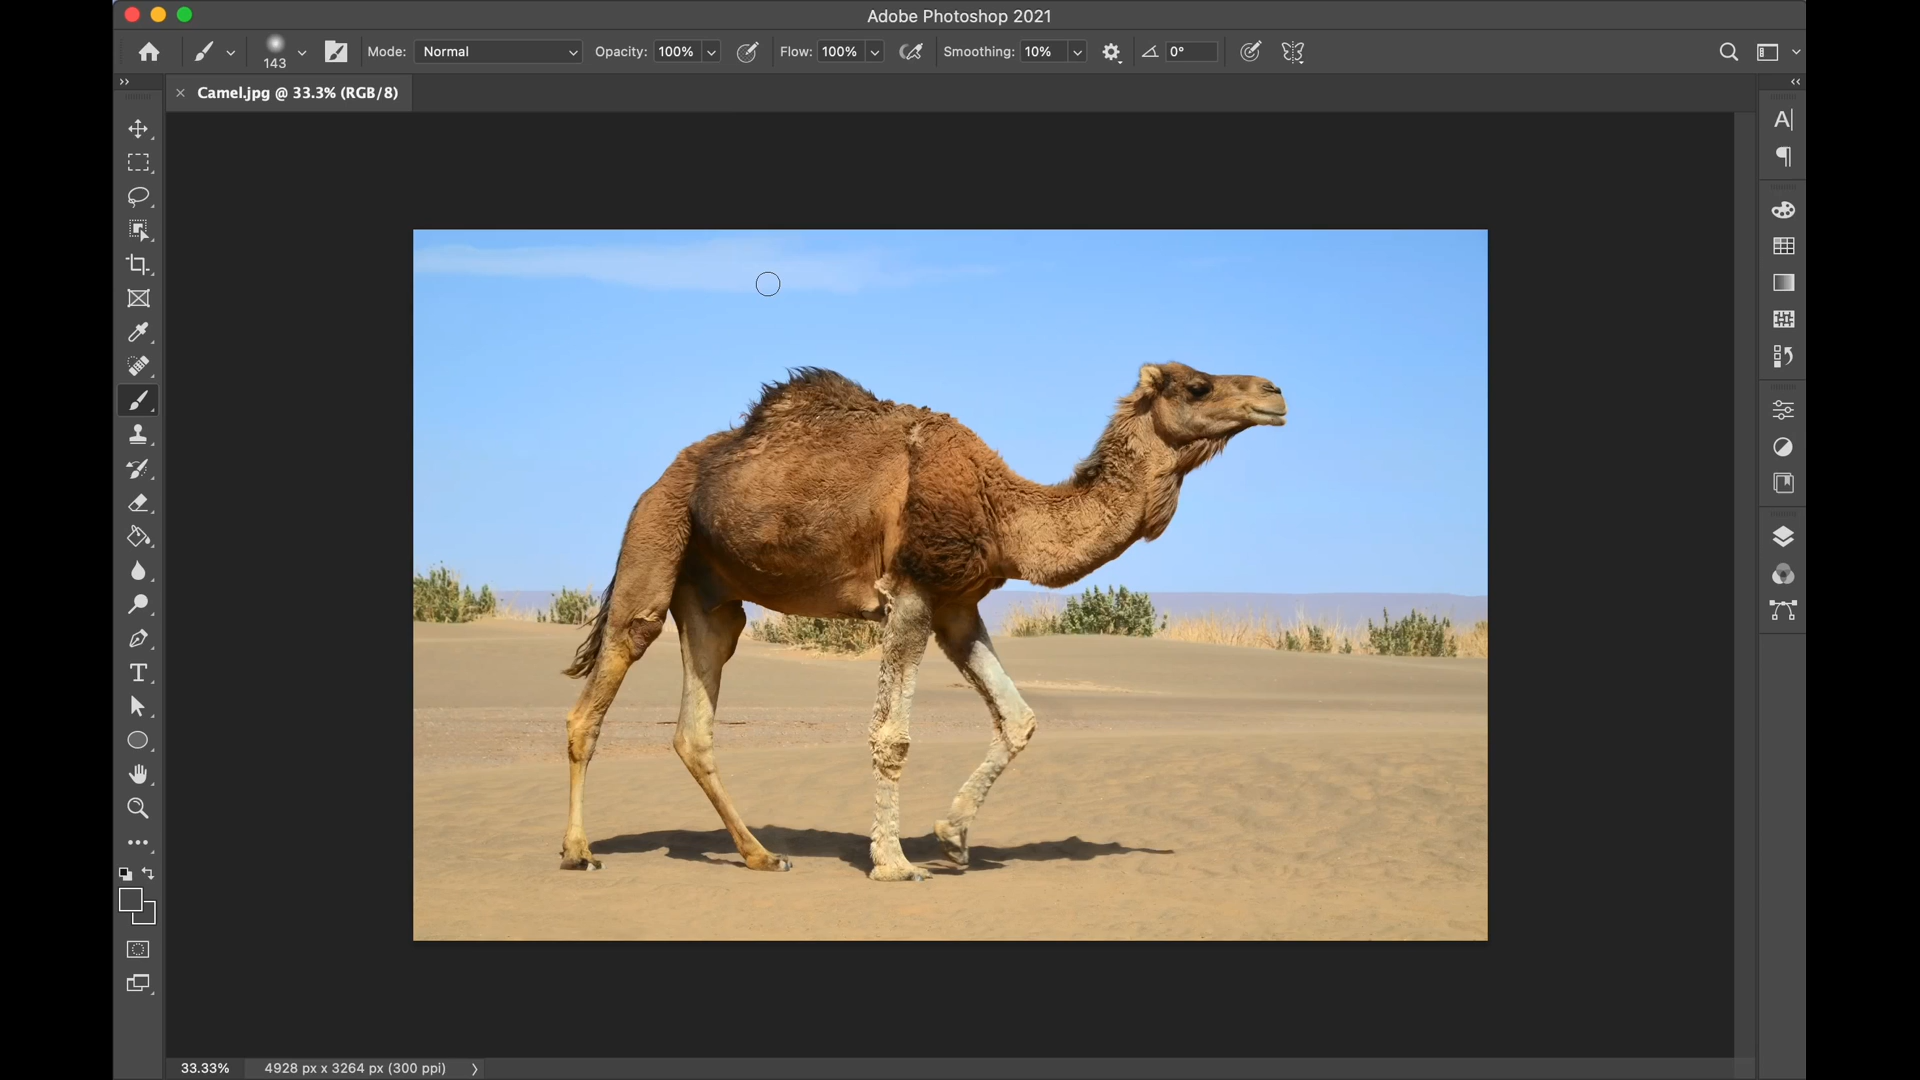 Adobe Photoshop 2021
143 Mode: Normal Opacity: 100% Flow: 100% Smoothing: 10% 0°
Camel.jpg @ 33.3% (RGB/8)
33.33% 4928 px x 3264 px (300 ppi)